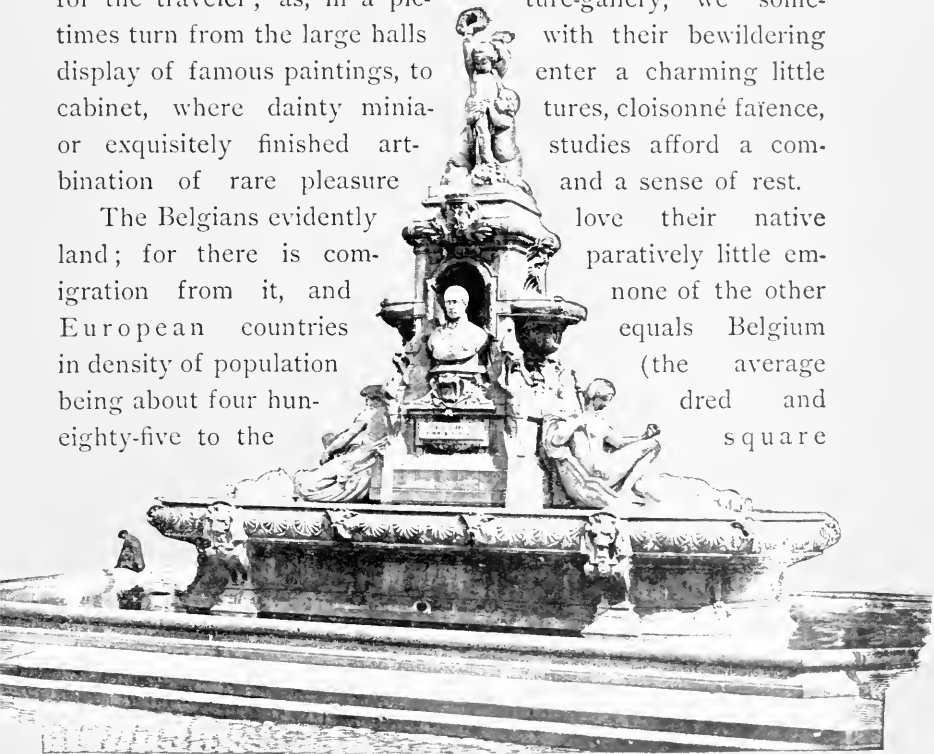 for the traveler; as, in a pic- ture-gallery, we some-
times turn from the large halls with their bewildering
display of famous paintings, to enter a charming little
cabinet, where dainty minia- tures, cloisonné faïence,
or exquisitely finished art- studies afford a com-
bination of rare pleasure and a sense of rest.
The Belgians evidently love their native
land; for there is com- paratively little em-
igration from it, and none of the other
European countries equals Belgium
in density of population (the average
being about four hun- dred and
eighty-five to the square